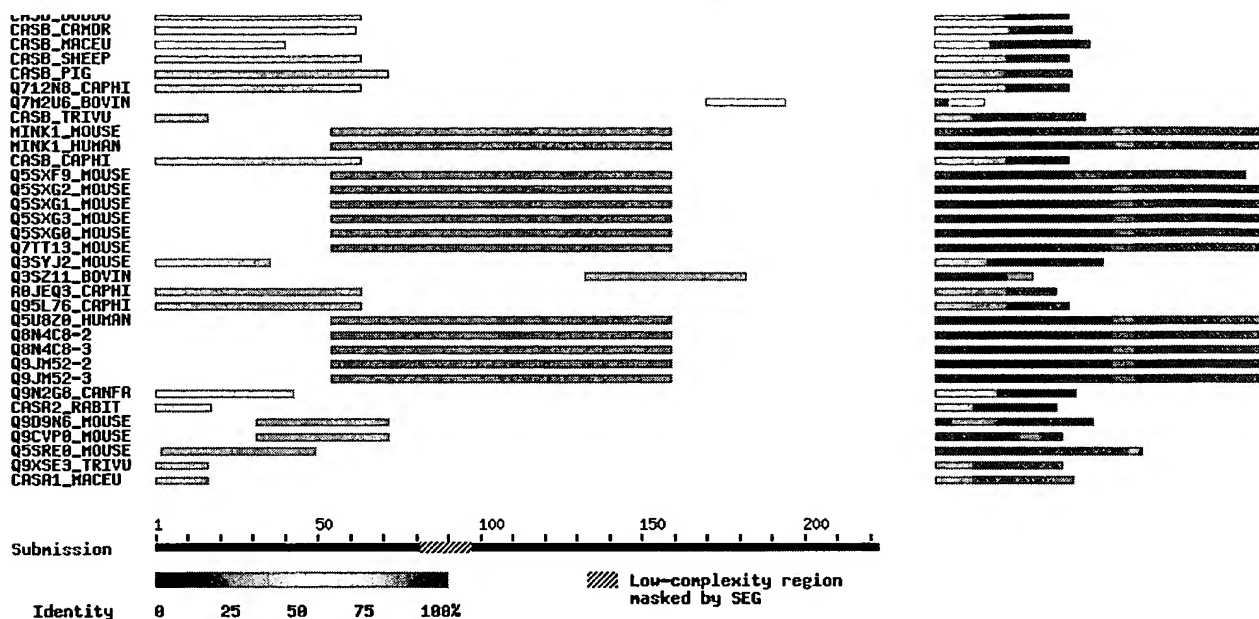 CASB_CAMDR
CASB_MACEU
CASB_SHEEP
CASB_PIG
Q712N8_CAPHI
Q7M2U6_BOVIN
CASB_TRIVU
MINK1_MOUSE
MINK1_HUMAN
CASB_CAPHI
Q5SXF9_MOUSE
Q5SXG2_MOUSE
Q5SXG1_MOUSE
Q5SXG3_MOUSE
Q5SXG0_MOUSE
Q7TT13_MOUSE
Q3SYJ2_MOUSE
Q3SZ11_BOVIN
A0JEQ3_CAPHI
Q95L76_CAPHI
Q5U8Z0_HUMAN
Q8N4C8-2
Q8N4C8-3
Q9JM52-2
Q9JM52-3
Q9N2G8_CANFA
CASA2_RABIT
Q9D9N6_MOUSE
Q9CVP0_MOUSE
Q5SRE0_MOUSE
Q9XSE3_TRIVU
CASA1_MACEU
1 50 100 150 200
Submission
Low-complexity region
masked by SEG
Identity 0 25 50 75 100%